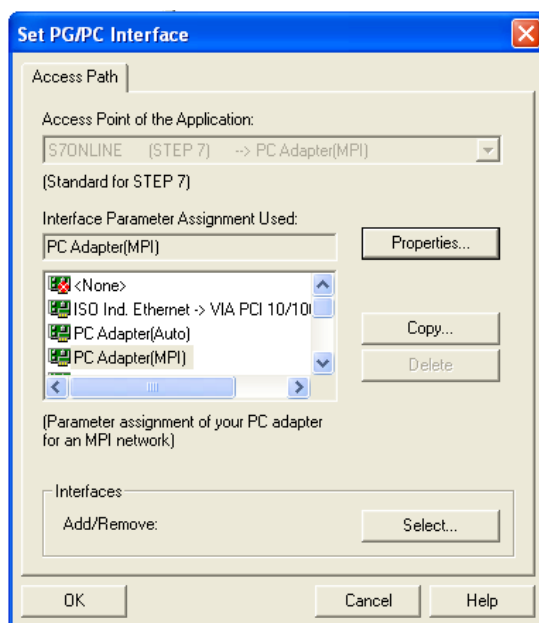 Set PG/PC Interface
Access Path
Access Point of the Application:
S7ONLINE (STEP 7) --> PC Adapter(MPI)
(Standard for STEP 7)
Interface Parameter Assignment Used:
PC Adapter(MPI)
Properties...
<None>
ISO Ind. Ethernet -> VIA PCI 10/10
PC Adapter(Auto)
PC Adapter(MPI)
Copy...
Delete
(Parameter assignment of your PC adapter
for an MPI network)
Interfaces
Add/Remove:
Select...
OK
Cancel
Help